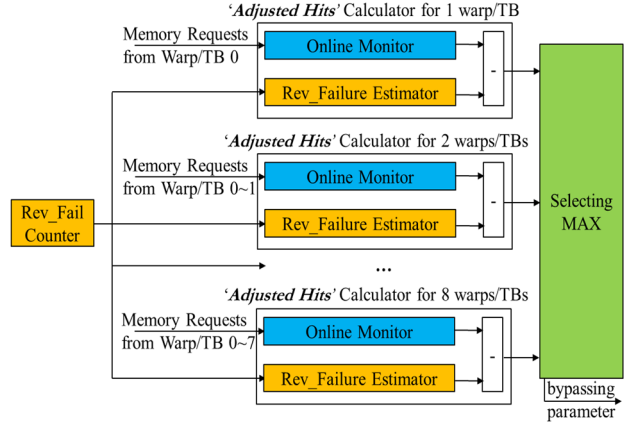 ‘Adjusted Hits’ Calculator for 1 warp/TB
Memory Requests
from Warp/TB 0
Online Monitor
Rev_Failure Estimator
-
‘Adjusted Hits’ Calculator for 2 warps/TBs
Memory Requests
from Warp/TB 0~1
Online Monitor
Rev_Failure Estimator
-
Rev_Fail
Counter
Selecting
MAX
...
‘Adjusted Hits’ Calculator for 8 warps/TBs
Memory Requests
from Warp/TB 0~7
Online Monitor
Rev_Failure Estimator
-
bypassing
parameter